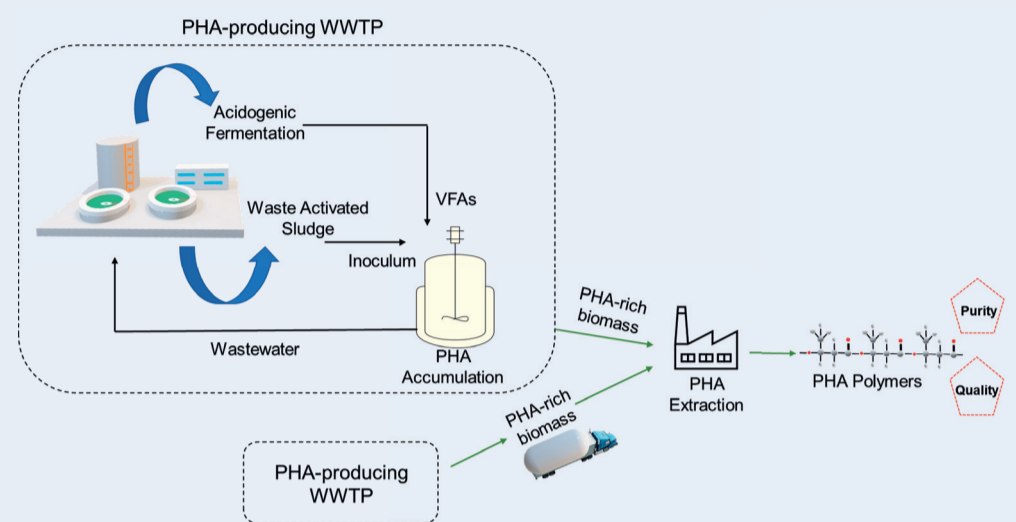 PHA-producing WWTP
Acidogenic
Fermentation
VFAs
Waste Activated
Sludge
Inoculum
Wastewater
PHA
Accumulation
PHA-rich
biomass
PHA
Extraction
PHA Polymers
Purity
Quality
PHA-rich
biomass
PHA-producing
WWTP